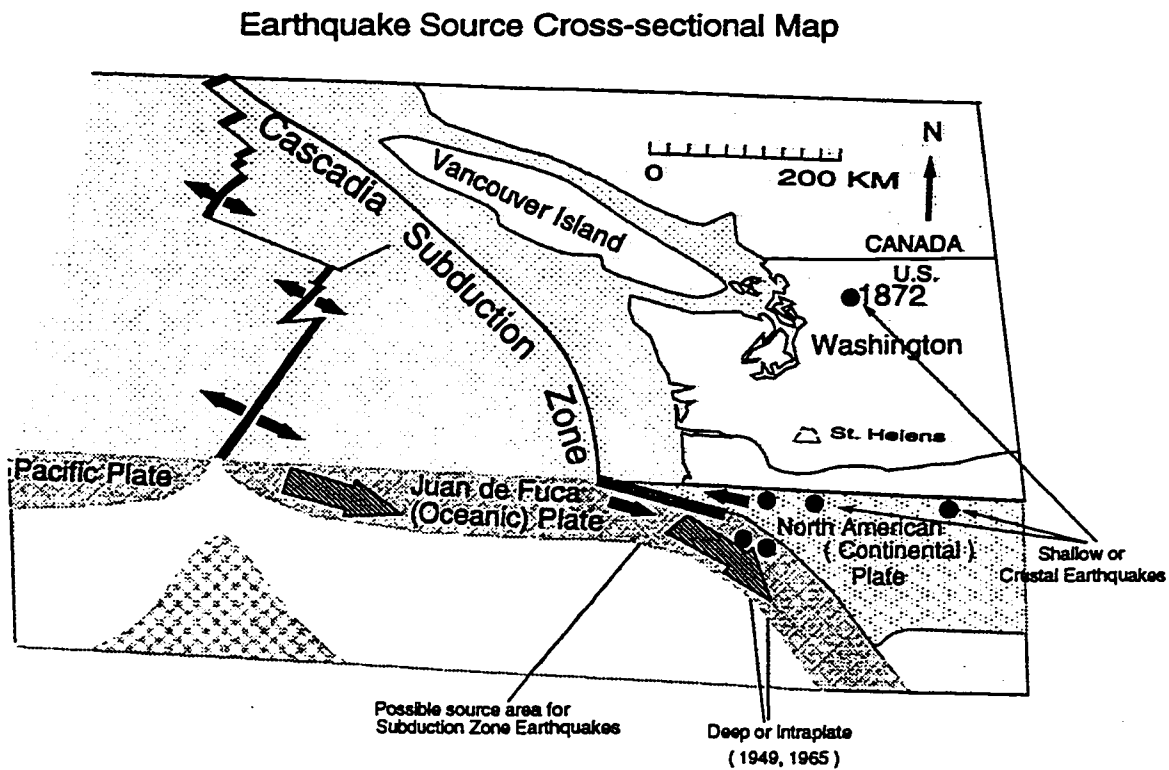 Earthquake Source Cross-sectional Map
Cascadia Subduction Zone
Vancouver Island
0 200 KM
N
CANADA
U.S.
1872
Washington
St. Helens
Pacific Plate
Juan de Fuca
(Oceanic) Plate
North American
( Continental )
Plate
Shallow or
Crustal Earthquakes
Possible source area for
Subduction Zone Earthquakes
Deep or Intraplate
( 1949, 1965 )